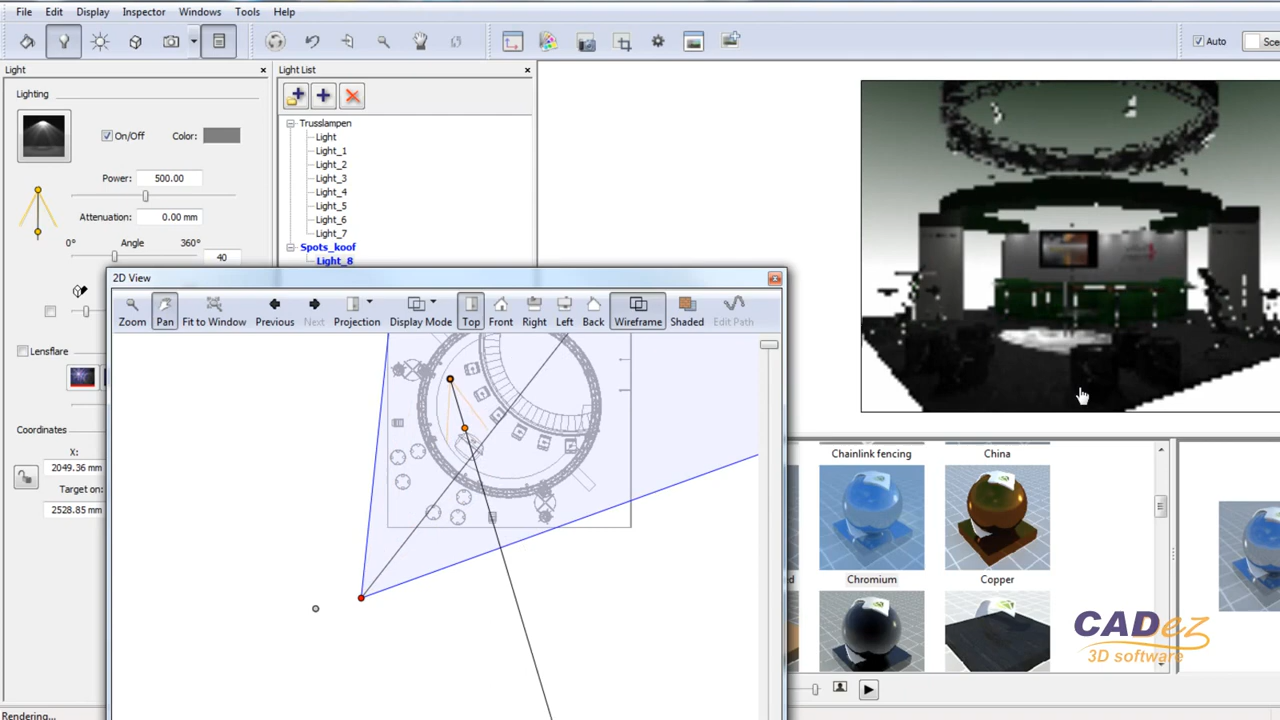 File Edit Display Inspector Windows Tools Help
Auto
Light
Light List
Lighting
On/Off Color:
Power: 500.00
Attenuation: 0.00 mm
0° Angle 360°
40
Lensflare
Coordinates
X:
2049.36 mm
Target on:
2528.85 mm
Rendering...
Trusslampen
Light
Light_1
Light_2
Light_3
Light_4
Light_5
Light_6
Light_7
Spots_koof
Light_8
2D View
Zoom Pan Fit to Window Previous Next Projection Display Mode Top Front Right Left Back Wireframe Shaded Edit Path
Chainlink fencing China
Chromium Copper
CADez
3D software